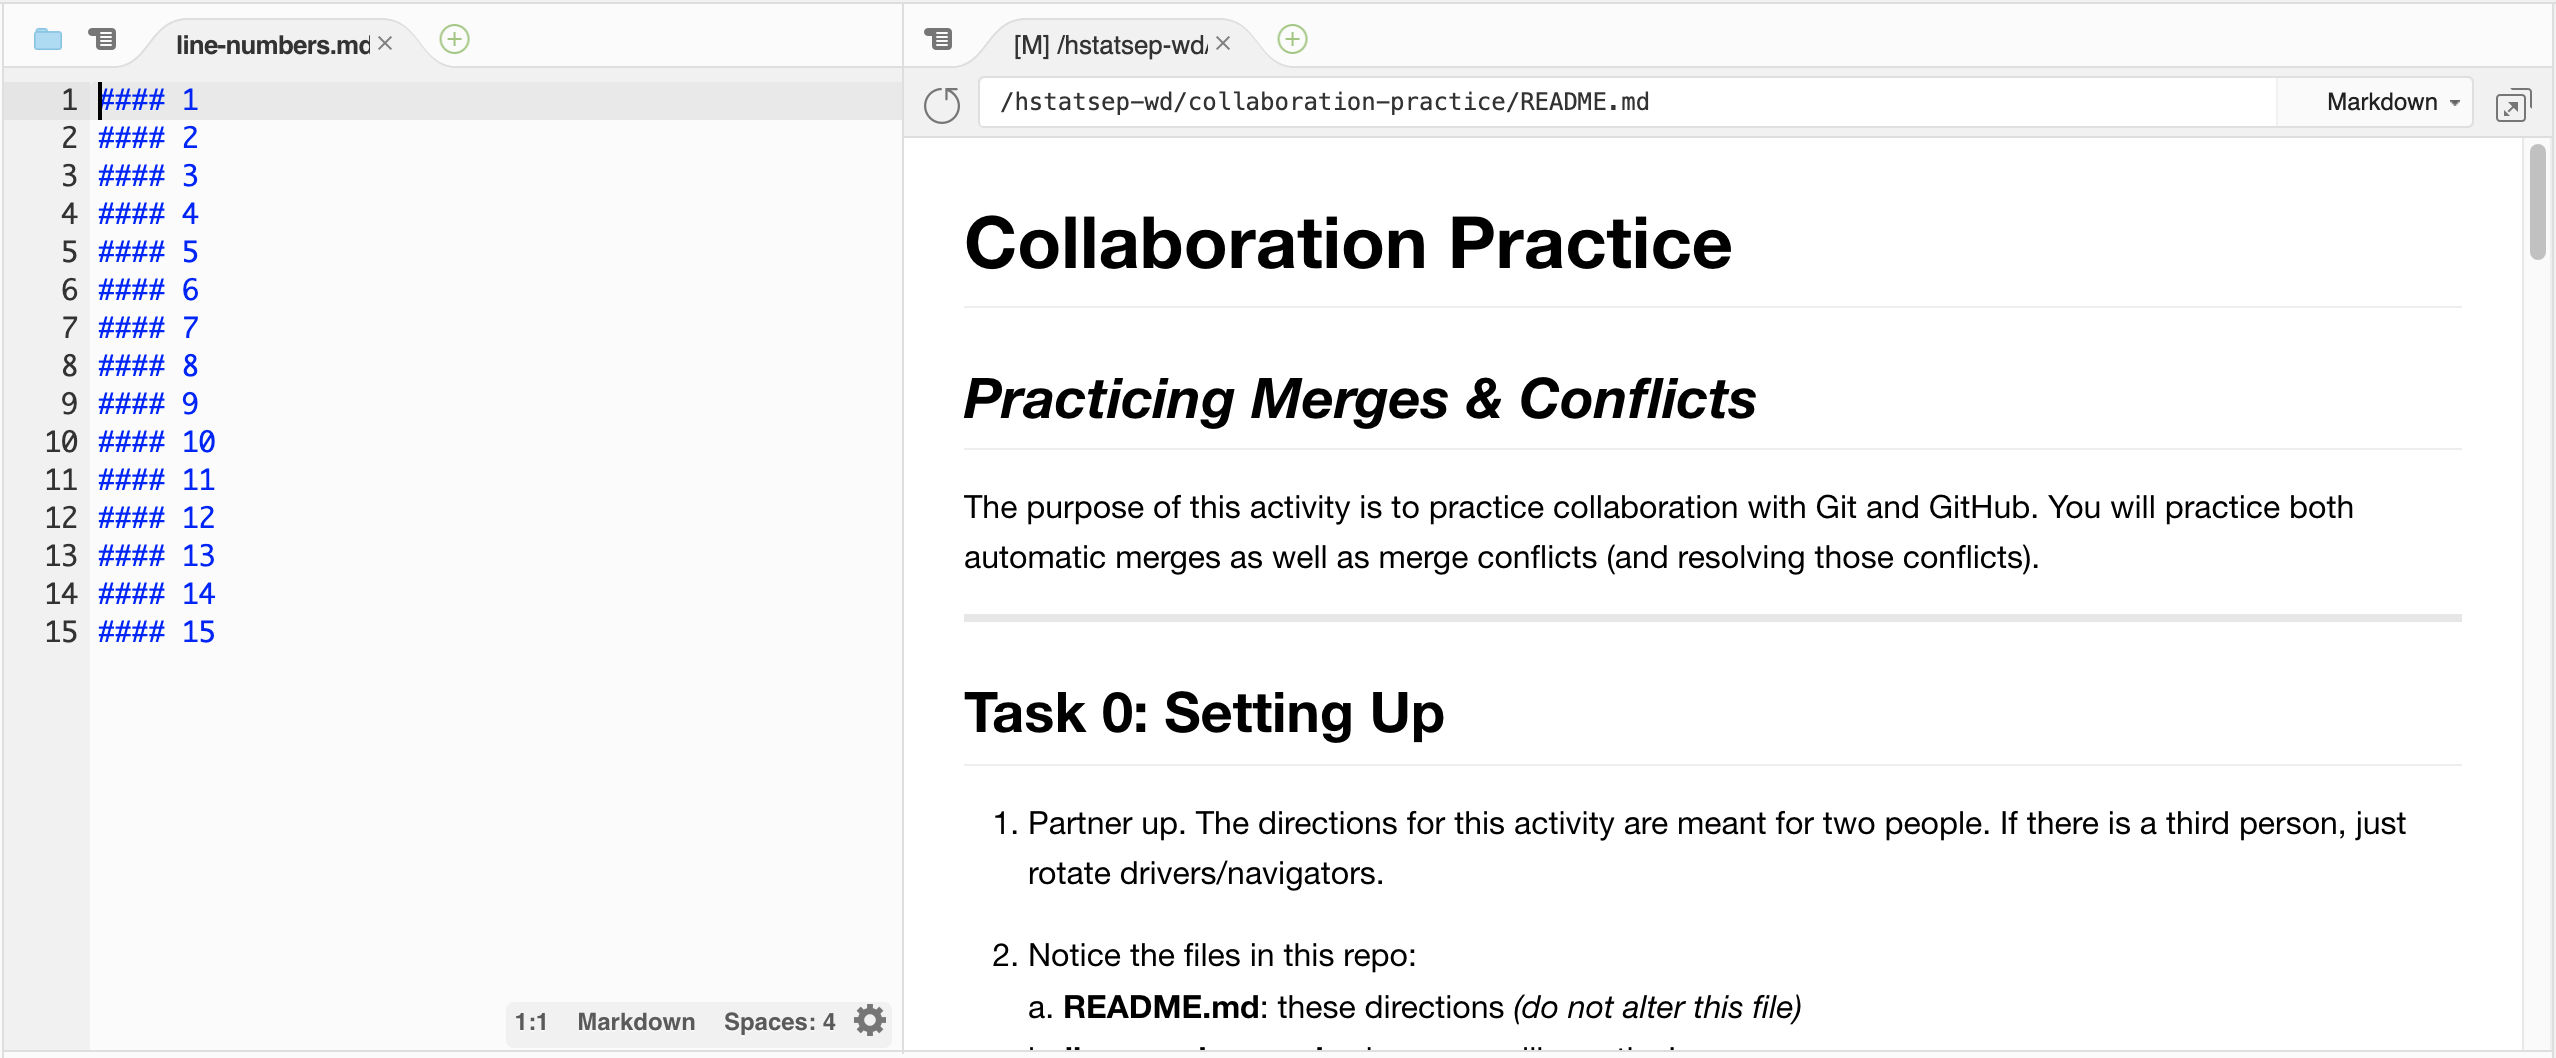 line-numbers.md
[M] /hstatsep-wd/
/hstatsep-wd/collaboration-practice/README.md
Markdown
1 #### 1
2 #### 2
3 #### 3
4 #### 4
5 #### 5
6 #### 6
7 #### 7
8 #### 8
9 #### 9
10 #### 10
11 #### 11
12 #### 12
13 #### 13
14 #### 14
15 #### 15
1:1 Markdown Spaces: 4
Collaboration Practice
Practicing Merges & Conflicts
The purpose of this activity is to practice collaboration with Git and GitHub. You will practice both
automatic merges as well as merge conflicts (and resolving those conflicts).
Task 0: Setting Up
1. Partner up. The directions for this activity are meant for two people. If there is a third person, just
rotate drivers/navigators.
2. Notice the files in this repo:
a. README.md: these directions (do not alter this file)